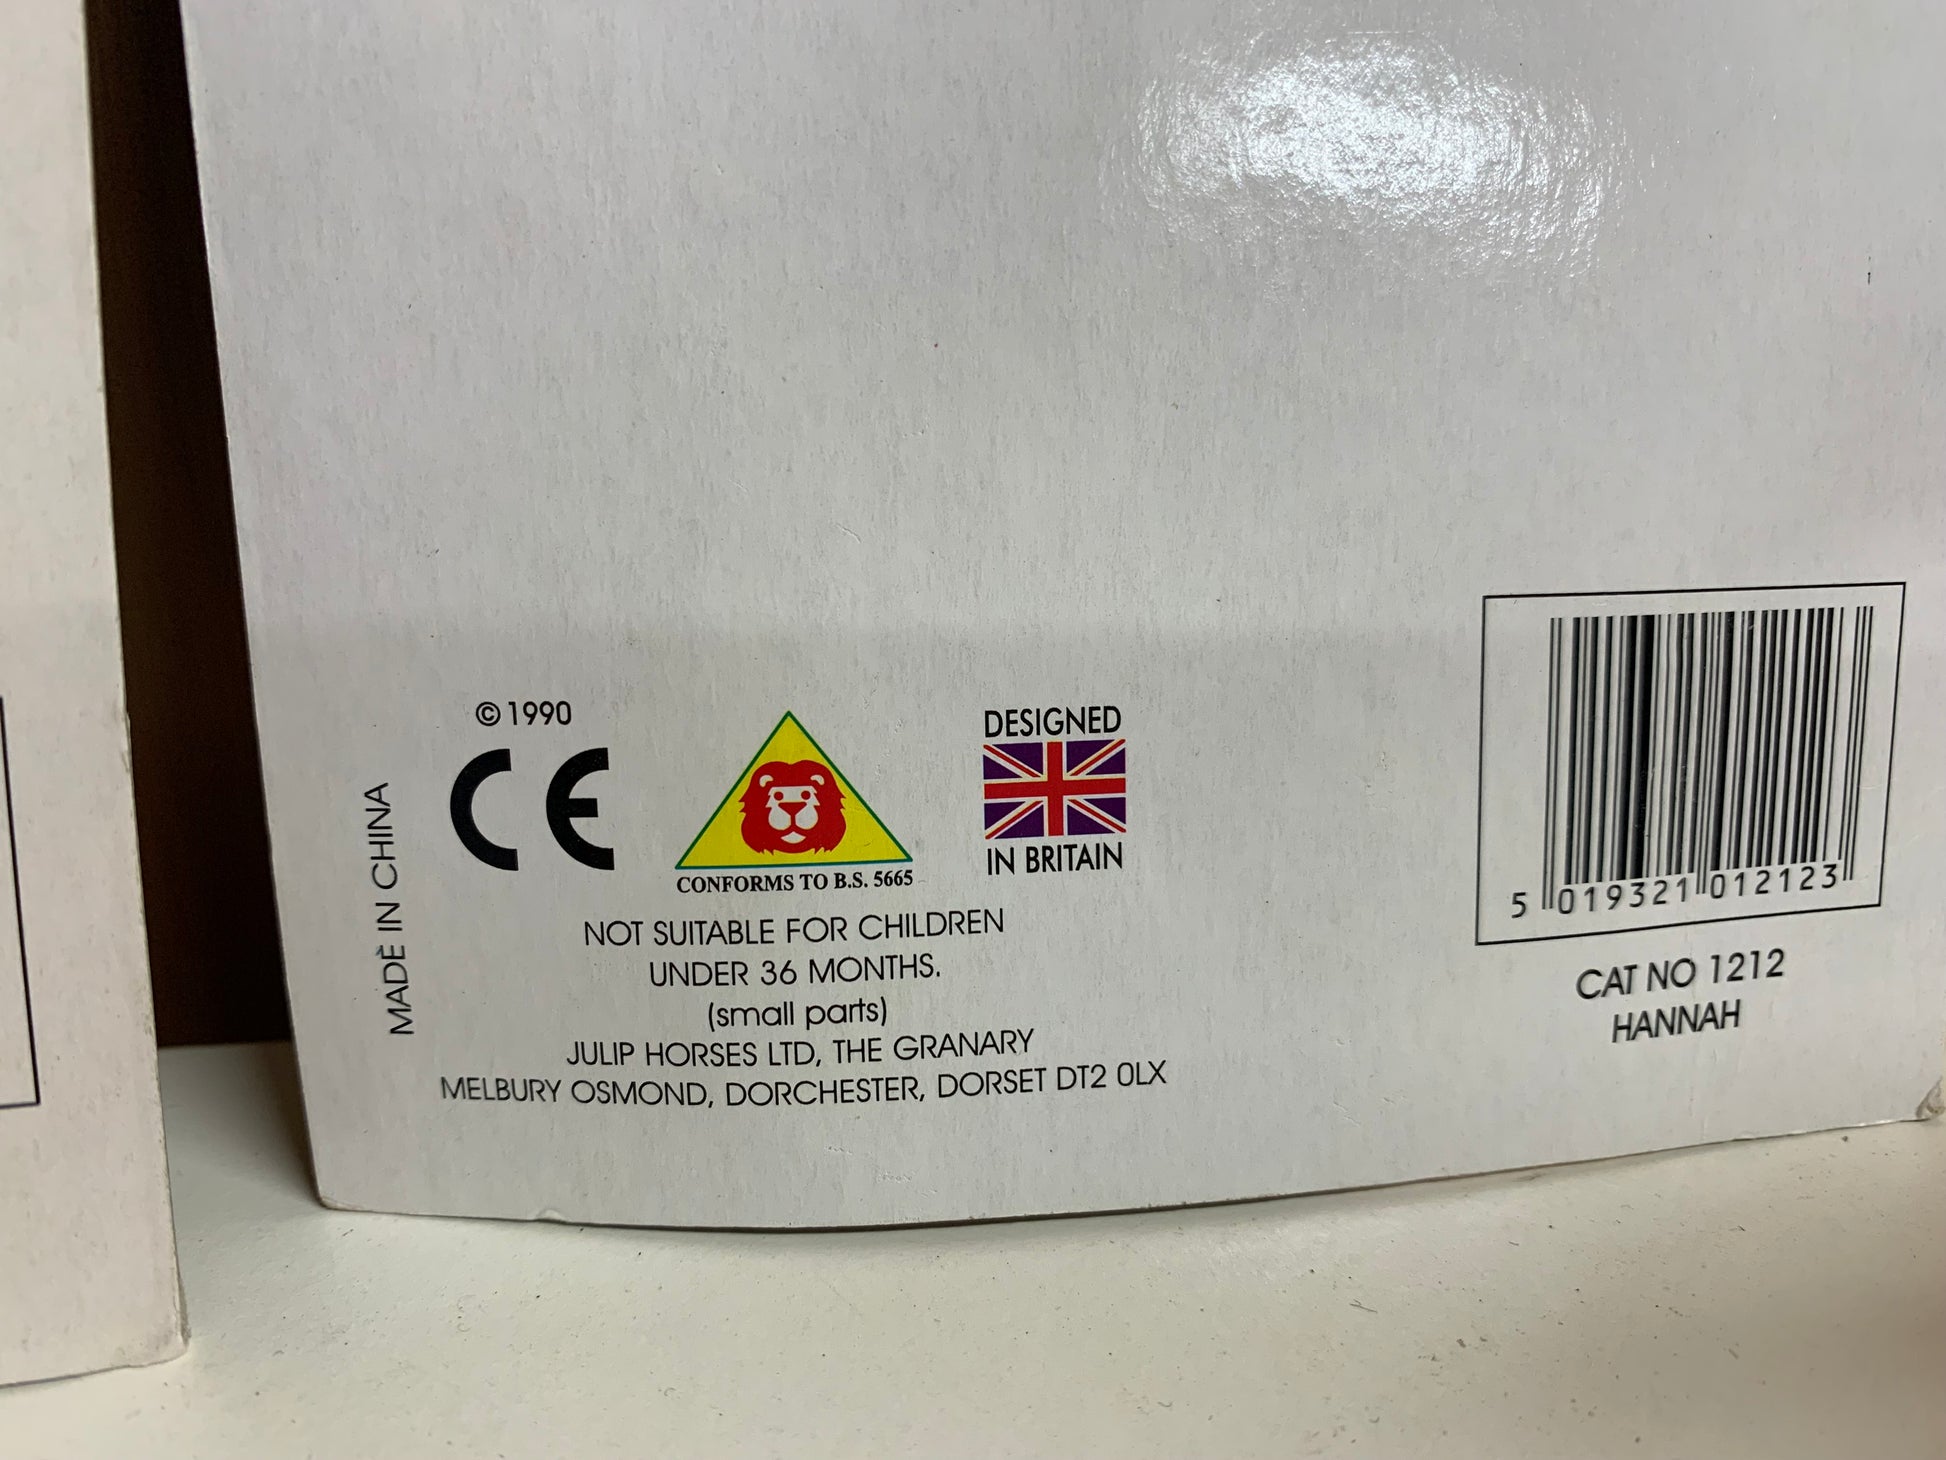 ©1990
CE
CONFORMS TO B.S. 5665
DESIGNED
IN BRITAIN
MADE IN CHINA
NOT SUITABLE FOR CHILDREN
UNDER 36 MONTHS.
(small parts)
JULIP HORSES LTD, THE GRANARY
MELBURY OSMOND, DORCHESTER, DORSET DT2 0LX
5 019321 012123
CAT NO 1212
HANNAH